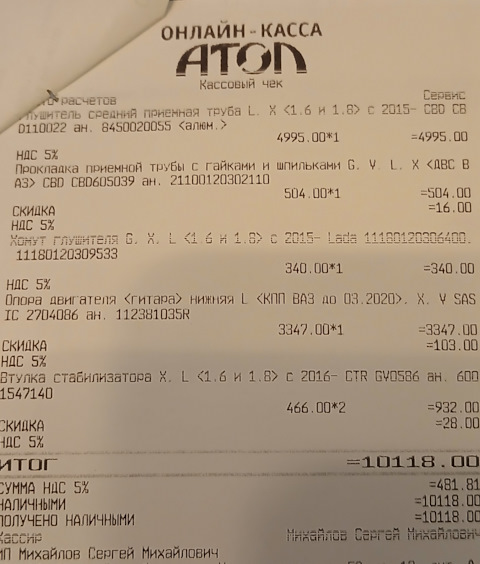 ОНЛАЙН-КАССА
АТОЛ
Кассовый чек
расчетов Сервис
Глушитель средний приемная труба L. X <1.6 и 1.8> с 2015- CBD CB
D110022 ан. 8450020055 <алюм.>
4995.00*1 =4995.00
НДС 5%
Прокладка приемной трубы с гайками и шпильками G. V. L. X <ДВС В
АЗ> CBD CBD605039 ан. 21100120302110
504.00*1 =504.00
СКИДКА =16.00
НДС 5%
Хомут глушителя G. X. L <1.6 и 1.8> с 2015- Lada 11180120306400.
11180120309533
340.00*1 =340.00
НДС 5%
Опора двигателя <гитара> нижняя L <КПП ВАЗ до 03.2020>. X. V SAS
IC 2704086 ан. 112381035R
3347.00*1 =3347.00
СКИДКА =103.00
НДС 5%
Втулка стабилизатора X. L <1.6 и 1.8> с 2016- CTR GV0586 ан. 600
1547140
466.00*2 =932.00
СКИДКА =28.00
НДС 5%
ИТОГ =10118.00
СУММА НДС 5% =481.81
НАЛИЧНЫМИ =10118.00
ПОЛУЧЕНО НАЛИЧНЫМИ =10118.00
Кассир Михайлов Сергей Михайлович
ИП Михайлов Сергей Михайлович